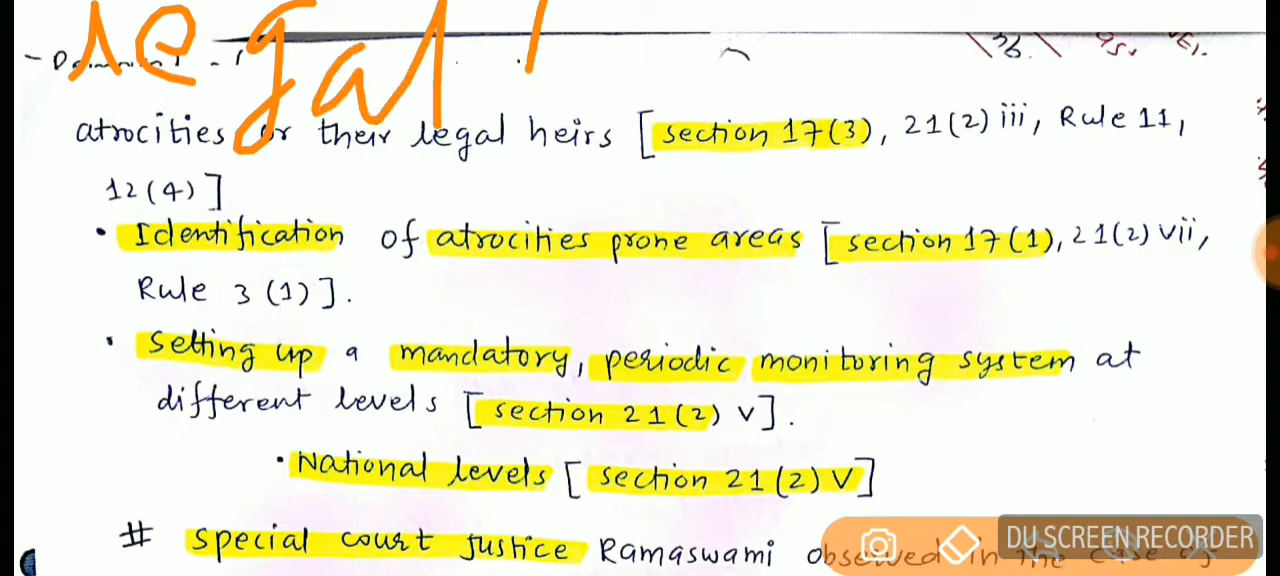 legal
atrocities or their legal heirs [section 17(3), 21(2) iii, Rule 11,
12(4)]
• Identification of atrocities prone areas [section 17(1), 21(2) vii,
Rule 3 (1)].
• Setting up a mandatory, periodic monitoring system at
different levels [section 21(2) v].
• National levels [section 21(2) v]
# special court justice Ramaswami observed in the case of
DU SCREEN RECORDER